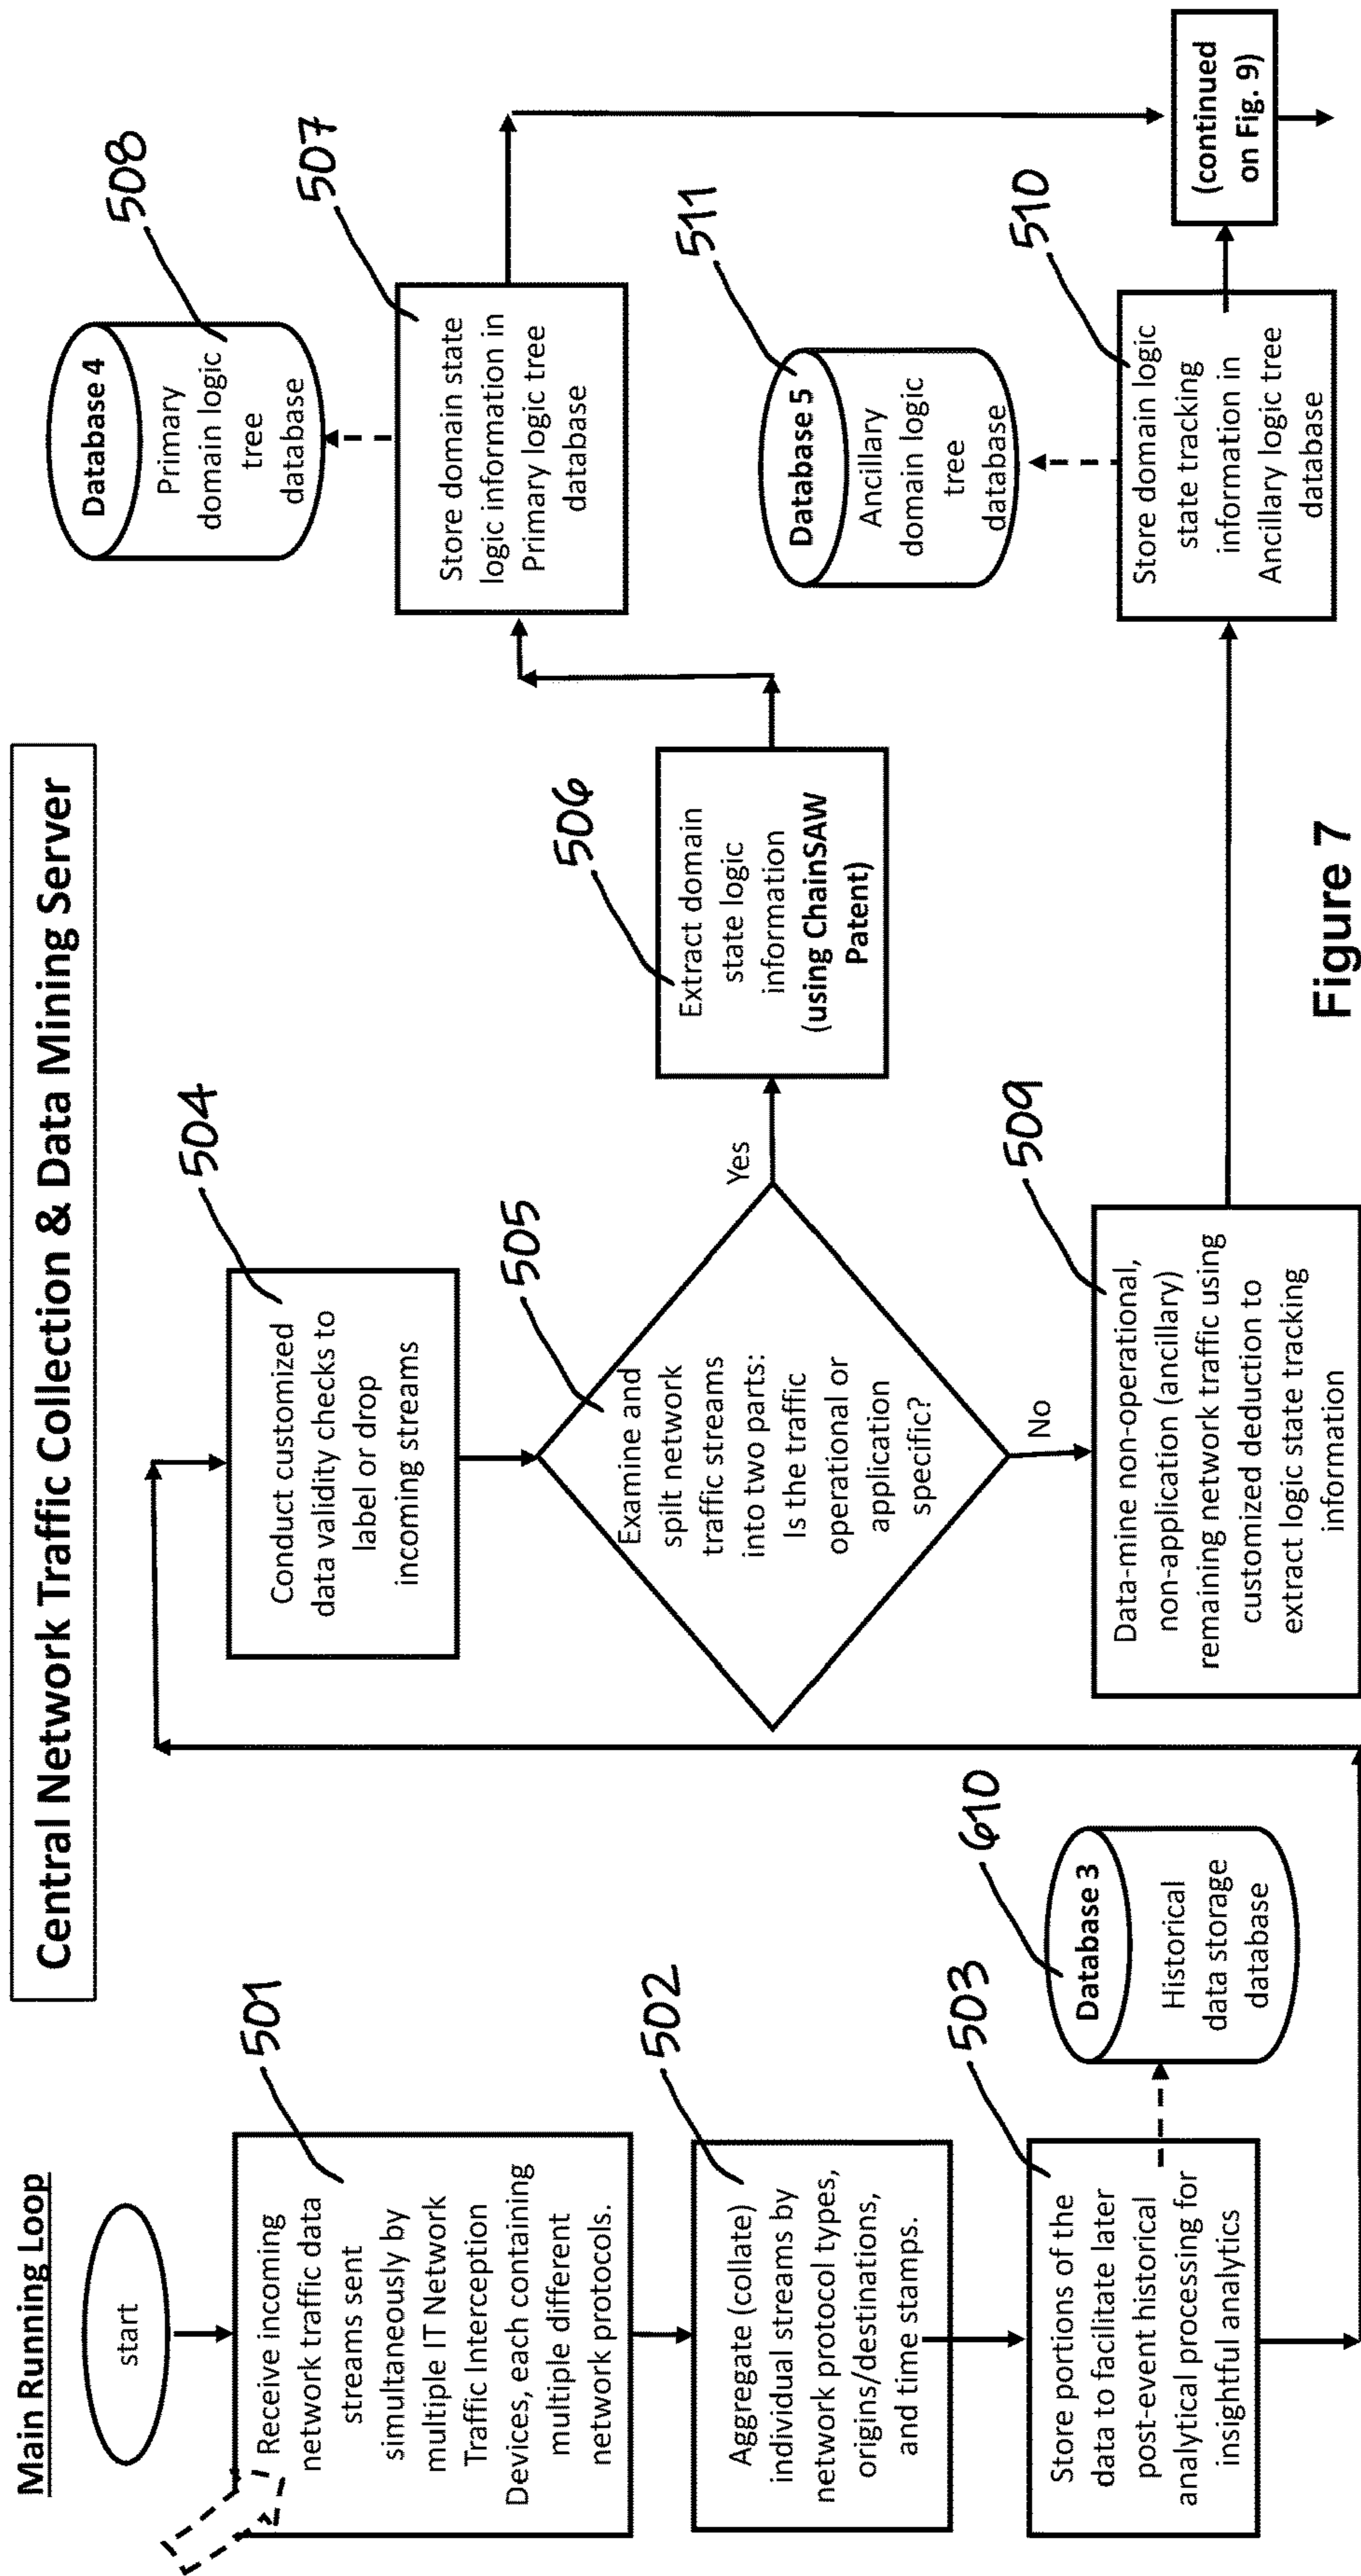 Central Network Traffic Collection & Data Mining Server
Main Running Loop
start
501
Receive incoming
network traffic data
streams sent
simultaneously by
multiple IT Network
Traffic Interception
Devices, each containing
multiple different
network protocols.
502
Aggregate (collate)
individual streams by
network protocol types,
origins/destinations,
and time stamps.
503
Store portions of the
data to facilitate later
post-event historical
analytical processing for
insightful analytics
610
Database 3
Historical
data storage
database
504
Conduct customized
data validity checks to
label or drop
incoming streams
505
Examine and
spilt network
traffic streams
into two parts:
Is the traffic
operational or
application
specific?
Yes
No
506
Extract domain
state logic
information
(using ChainSAW
Patent)
507
Store domain state
logic information in
Primary logic tree
database
508
Database 4
Primary
domain logic
tree
database
509
Data-mine non-operational,
non-application (ancillary)
remaining network traffic using
customized deduction to
extract logic state tracking
information
510
Store domain logic
state tracking
information in
Ancillary logic tree
database
511
Database 5
Ancillary
domain logic
tree
database
(continued
on Fig. 9)
Figure 7